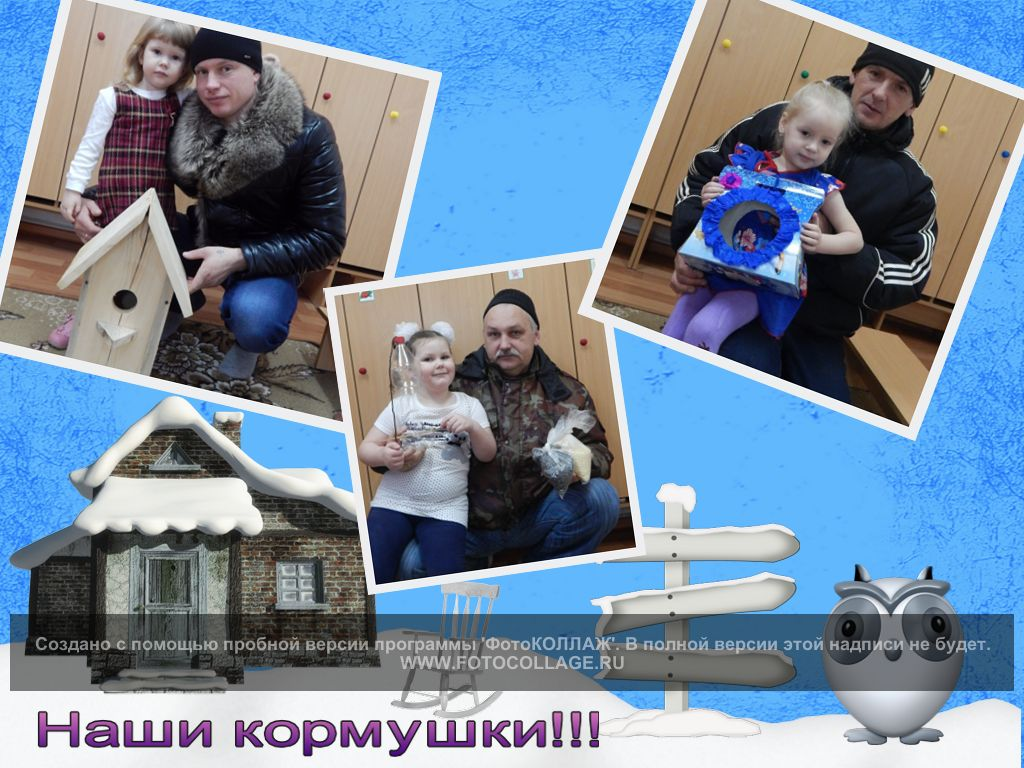 Создано с помощью пробной версии программы 'ФотоКОЛЛАЖ'. В полной версии этой надписи не будет.
WWW.FOTOCOLLAGE.RU
Наши кормушки!!!